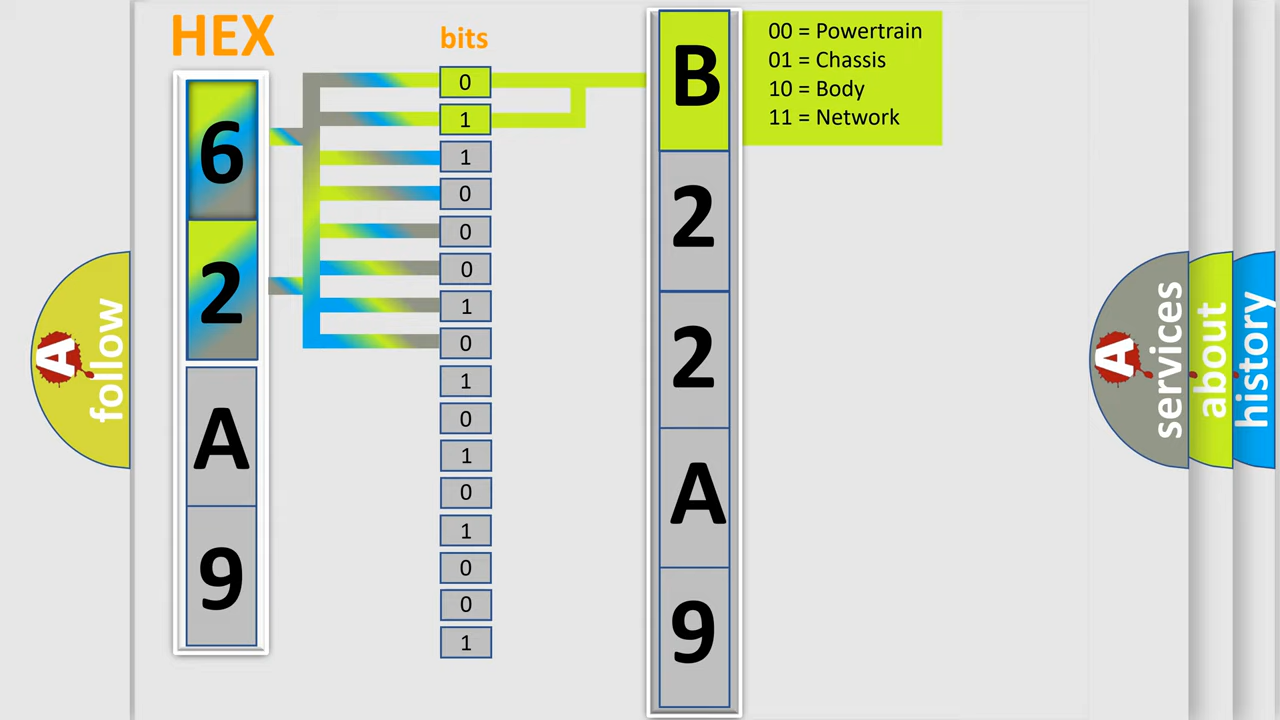 HEX
bits
6
2
A
9
0
1
1
0
0
0
1
0
1
0
1
0
1
0
0
1
B
2
2
A
9
00 = Powertrain
01 = Chassis
10 = Body
11 = Network
A
follow
A
services
about
history